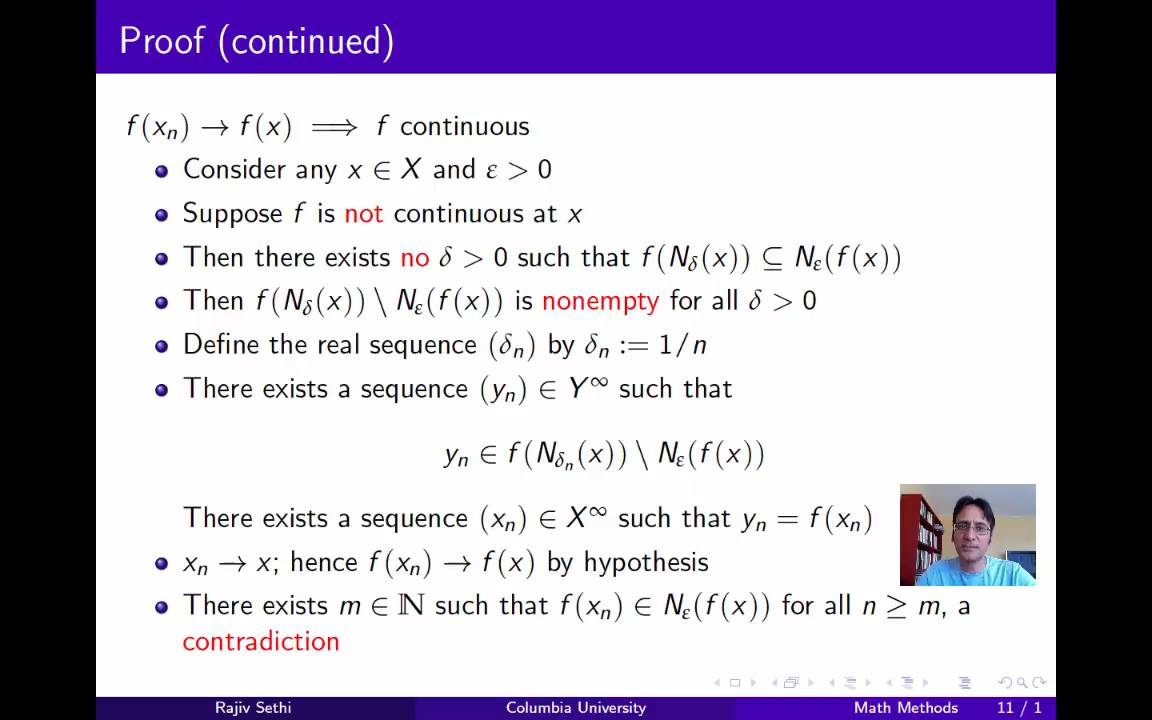 Proof (continued)
f(xₙ) → f(x) ⟹ f continuous
Consider any x ∈ X and ε > 0
Suppose f is not continuous at x
Then there exists no δ > 0 such that f(N_δ(x)) ⊆ N_ε(f(x))
Then f(N_δ(x)) \ N_ε(f(x)) is nonempty for all δ > 0
Define the real sequence (δₙ) by δₙ := 1/n
There exists a sequence (yₙ) ∈ Y^∞ such that
yₙ ∈ f(N_δₙ(x)) \ N_ε(f(x))
There exists a sequence (xₙ) ∈ X^∞ such that yₙ = f(xₙ)
xₙ → x; hence f(xₙ) → f(x) by hypothesis
There exists m ∈ ℕ such that f(xₙ) ∈ N_ε(f(x)) for all n ≥ m, a
contradiction
Rajiv Sethi Columbia University Math Methods 11 / 1